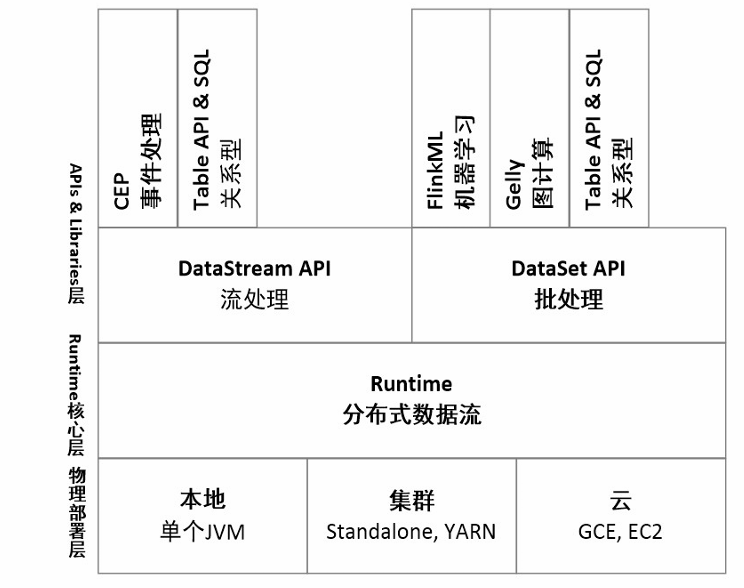 APIs & Libraries层
CEP
事件处理
Table API & SQL
关系型
FlinkML
机器学习
Gelly
图计算
Table API & SQL
关系型
DataStream API
流处理
DataSet API
批处理
Runtime核心层
Runtime
分布式数据流
物理部署层
本地
单个JVM
集群
Standalone, YARN
云
GCE, EC2